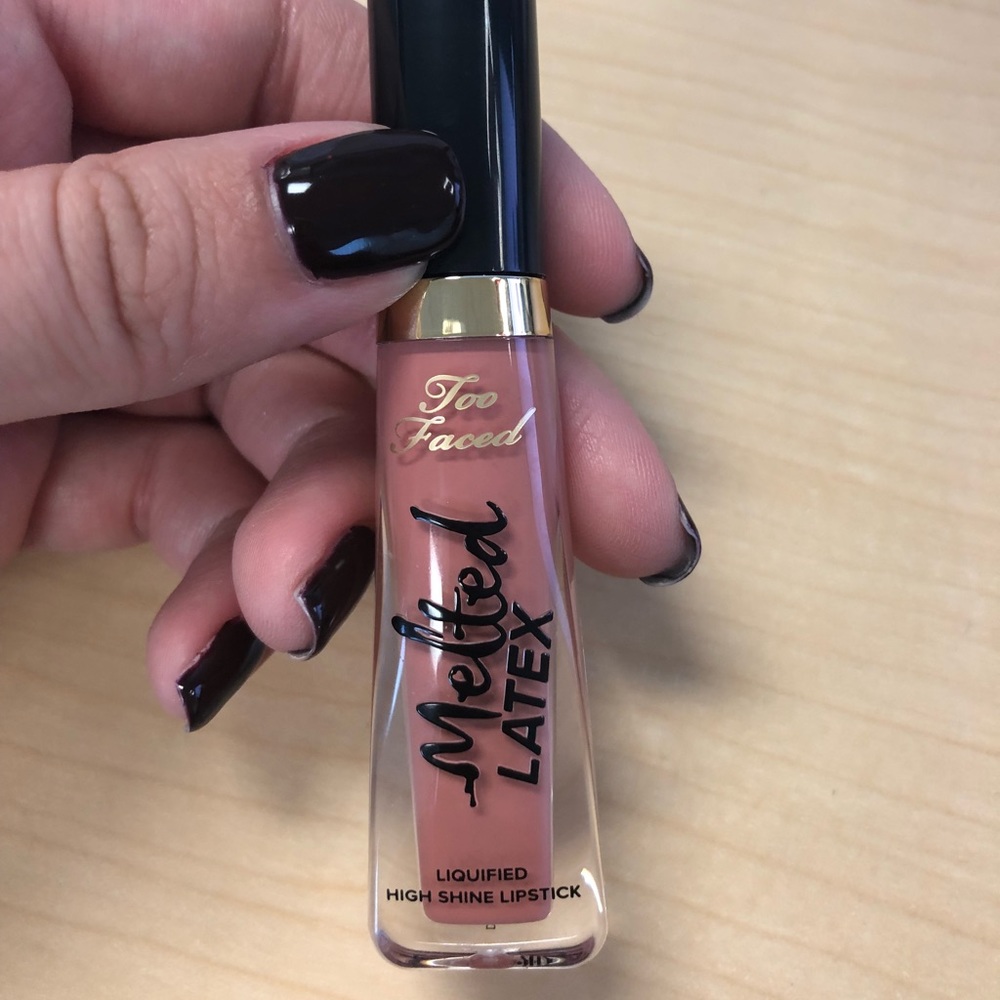 Too
Faced
Melted
LATEX
LIQUIFIED
HIGH SHINE LIPSTICK